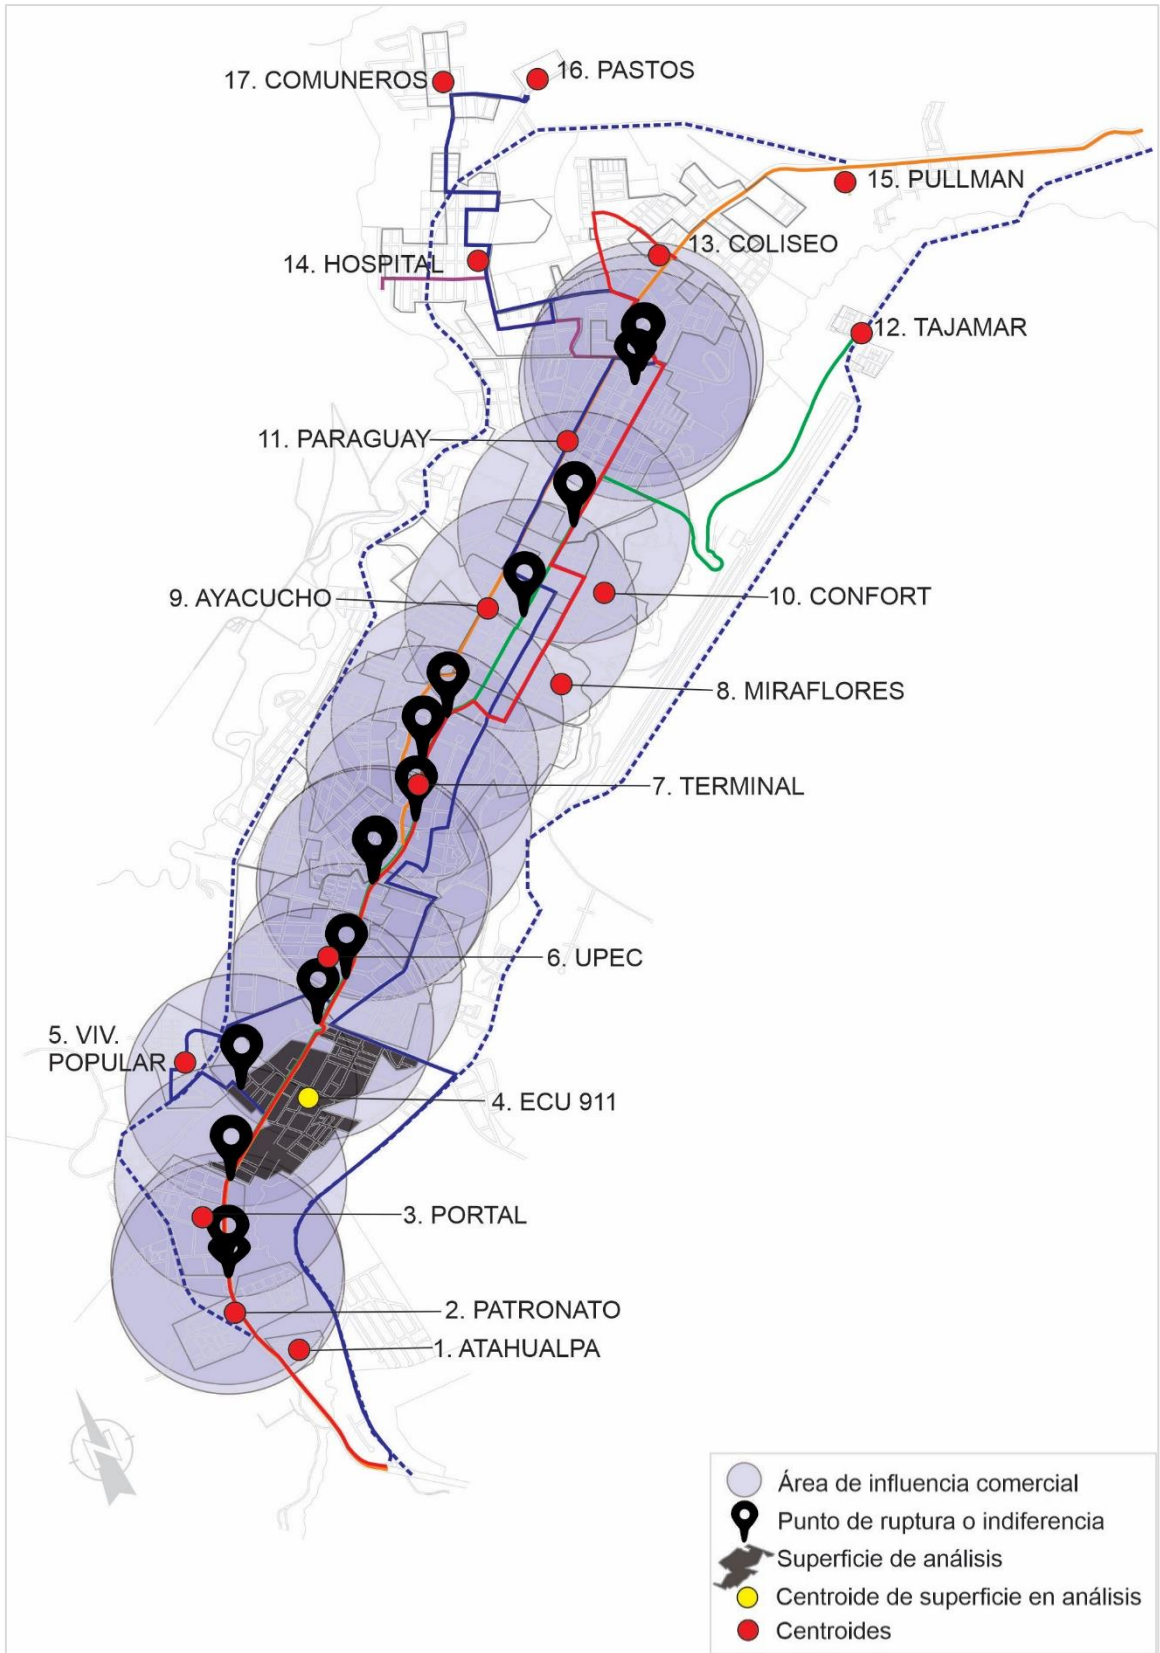 17. COMUNEROS
16. PASTOS
15. PULLMAN
13. COLISEO
14. HOSPITAL
12. TAJAMAR
11. PARAGUAY
9. AYACUCHO
10. CONFORT
8. MIRAFLORES
7. TERMINAL
6. UPEC
5. VIV.
POPULAR
4. ECU 911
3. PORTAL
2. PATRONATO
1. ATAHUALPA
Área de influencia comercial
Punto de ruptura o indiferencia
Superficie de análisis
Centroide de superficie en análisis
Centroides